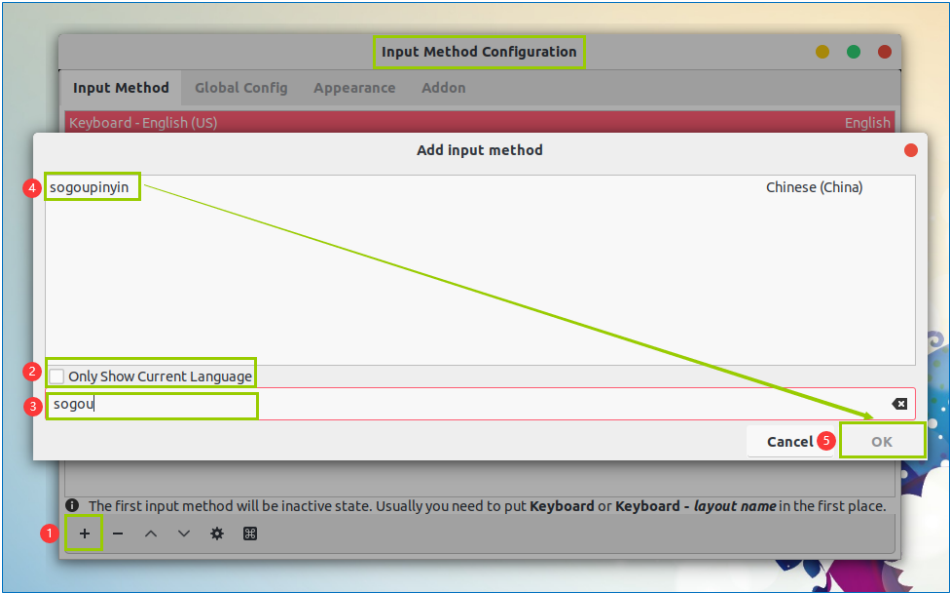 Input Method Configuration
Input Method Global Config Appearance Addon
Keyboard - English (US) English
Add input method
4 sogoupinyin Chinese (China)
2 Only Show Current Language
3 sogou
Cancel 5 OK
The first input method will be inactive state. Usually you need to put Keyboard or Keyboard - layout name in the first place.
1